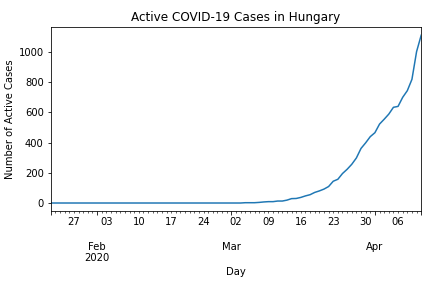 Active COVID-19 Cases in Hungary
Number of Active Cases
1000
800
600
400
200
0
27 03 10 17 24 02 09 16 23 30 06
Feb Mar Apr
2020
Day